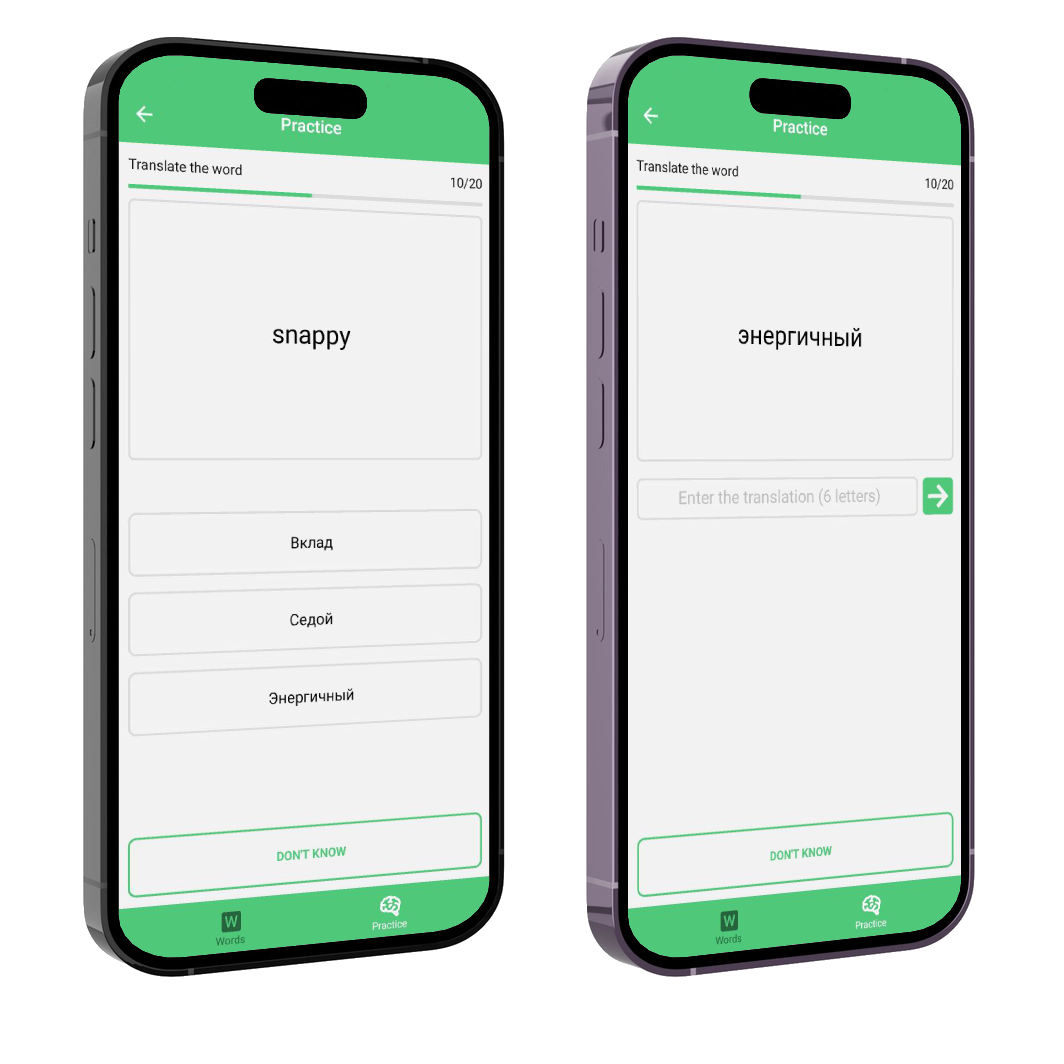 Practice
Translate the word
10/20
snappy
Вклад
Седой
Энергичный
DON'T KNOW
W
Words
Practice
Practice
Translate the word
10/20
энергичный
Enter the translation (6 letters)
DON'T KNOW
W
Words
Practice